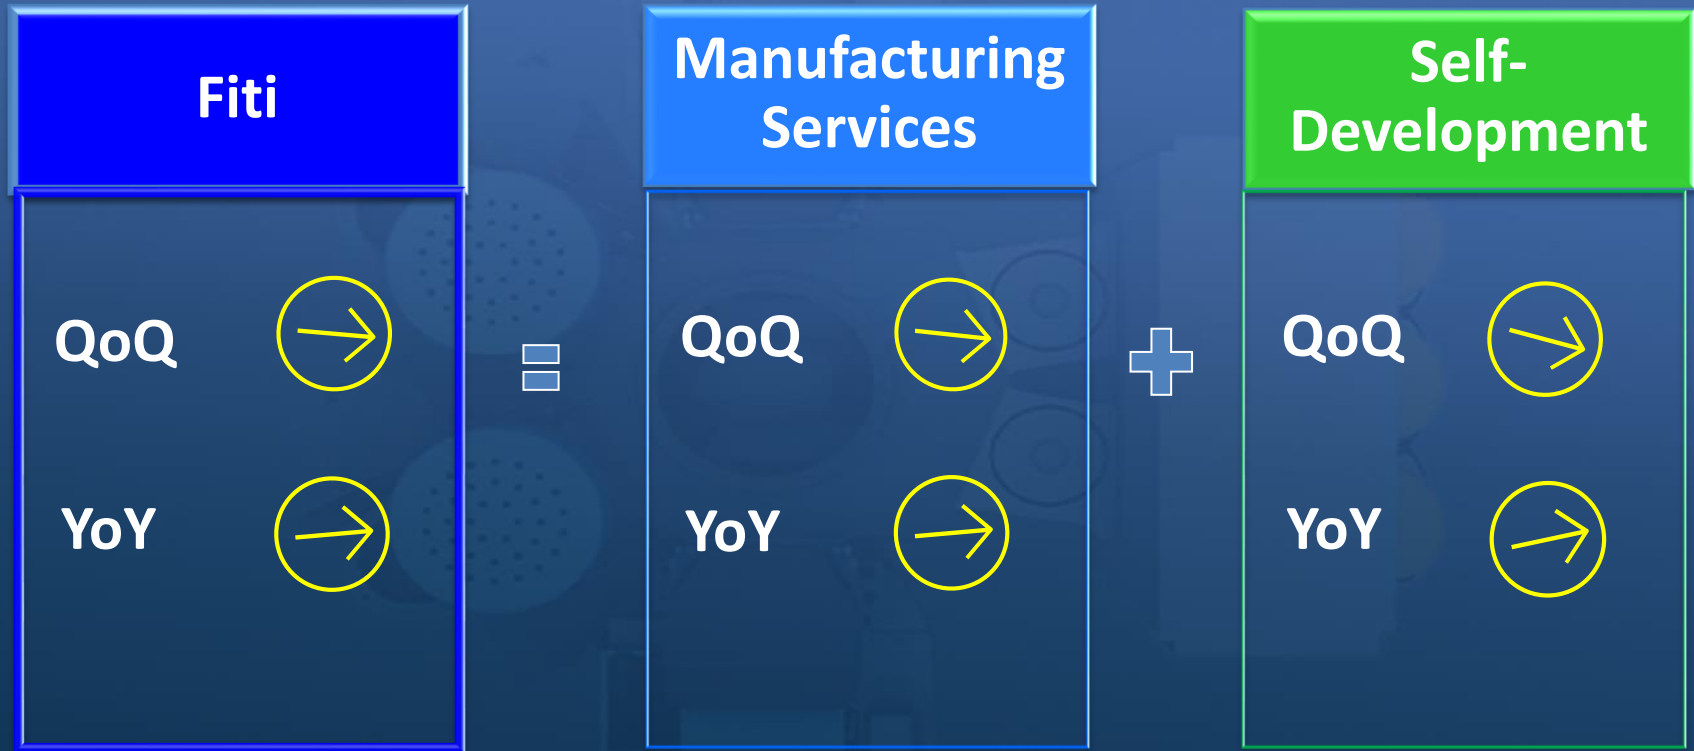 Fiti
QoQ
YoY
Manufacturing
Services
QoQ
YoY
Self-
Development
QoQ
YoY